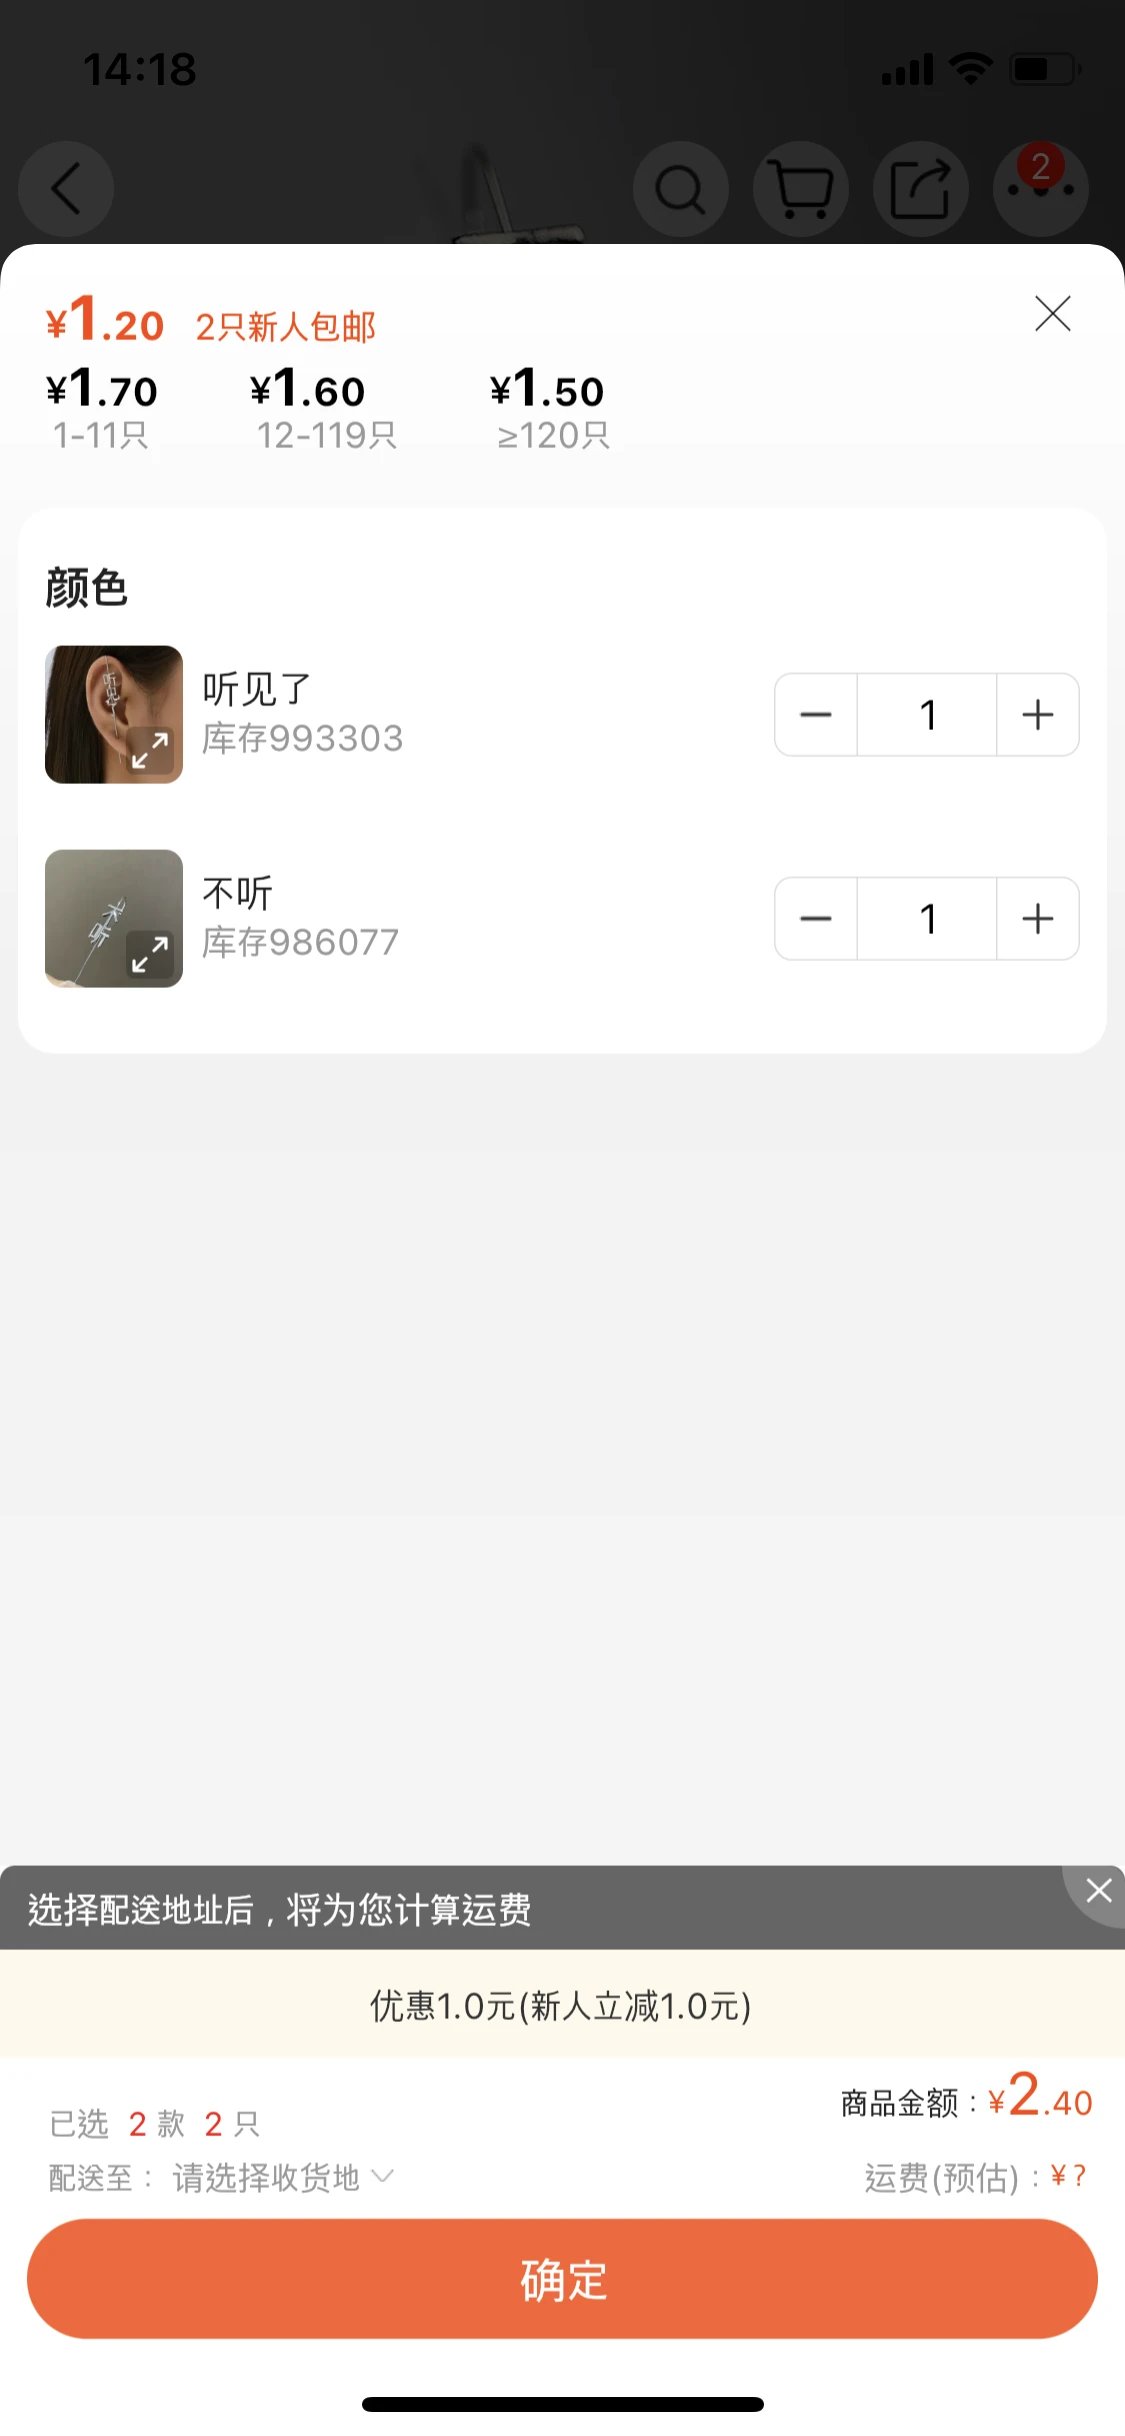 14:18
2
¥1.20 2只新人包邮
¥1.70 ¥1.60 ¥1.50
1-11只 12-119只 ≥120只
颜色
听见了
库存993303
1
不听
库存986077
1
选择配送地址后，将为您计算运费
优惠1.0元(新人立减1.0元)
已选 2 款 2 只
商品金额：¥2.40
配送至： 请选择收货地
运费(预估)：¥？
确定